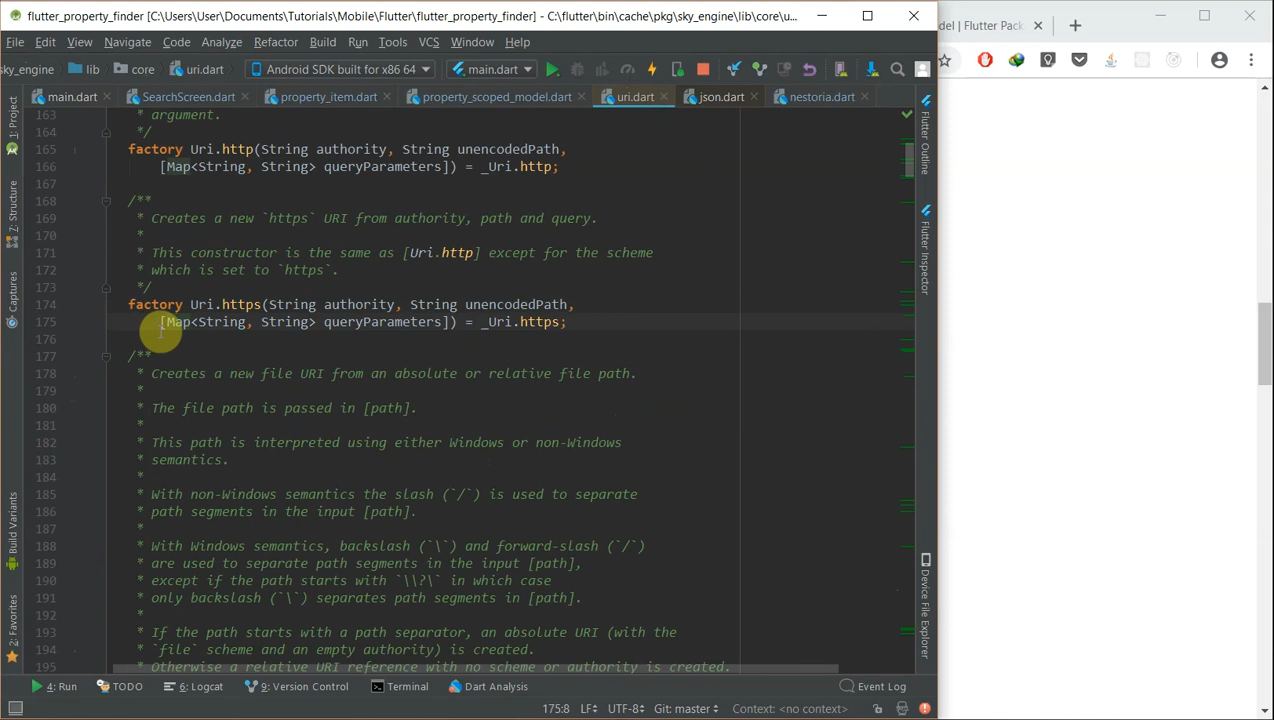 flutter_property_finder [C:\Users\User\Documents\Tutorials\Mobile\Flutter\flutter_property_finder] - C:\flutter\bin\cache\pkg\sky_engine\lib\core\u...
del | Flutter Pac
File Edit View Navigate Code Analyze Refactor Build Run Tools VCS Window Help
sky_engine lib core uri.dart Android SDK built for x86 64 main.dart
main.dart SearchScreen.dart property_item.dart property_scoped_model.dart uri.dart json.dart nestoria.dart
163 * argument.
164 */
165 factory Uri.http(String authority, String unencodedPath,
166 [Map<String, String> queryParameters]) = _Uri.http;
167
168 /**
169 * Creates a new `https` URI from authority, path and query.
170 *
171 * This constructor is the same as [Uri.http] except for the scheme
172 * which is set to `https`.
173 */
174 factory Uri.https(String authority, String unencodedPath,
175 [Map<String, String> queryParameters]) = _Uri.https;
176
177 /**
178 * Creates a new file URI from an absolute or relative file path.
179 *
180 * The file path is passed in [path].
181 *
182 * This path is interpreted using either Windows or non-Windows
183 * semantics.
184 *
185 * With non-Windows semantics the slash (`/`) is used to separate
186 * path segments in the input [path].
187 *
188 * With Windows semantics, backslash (`\`) and forward-slash (`/`)
189 * are used to separate path segments in the input [path],
190 * except if the path starts with `\\?\` in which case
191 * only backslash (`\`) separates path segments in [path].
192 *
193 * If the path starts with a path separator, an absolute URI (with the
194 * `file` scheme and an empty authority) is created.
195 * Otherwise a relative URI reference with no scheme or authority is created.
1: Project
7: Structure
Captures
Build Variants
2: Favorites
Flutter Outline
Flutter Inspector
Device File Explorer
4: Run TODO 6: Logcat 9: Version Control Terminal Dart Analysis Event Log
175:8 LF UTF-8 Git: master Context: <no context>